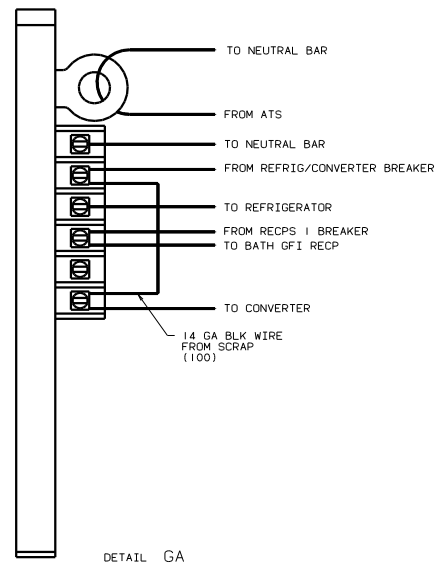 TO NEUTRAL BAR
FROM ATS
TO NEUTRAL BAR
FROM REFRIG/CONVERTER BREAKER
TO REFRIGERATOR
FROM RECPS 1 BREAKER
TO BATH GFI RECP
TO CONVERTER
14 GA BLK WIRE
FROM SCRAP
(100)
DETAIL GA